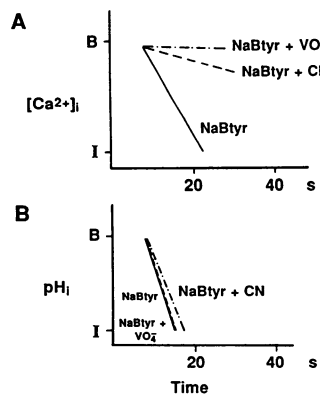 A
B
NaBtyr + VO
NaBtyr + CN
[Ca²⁺]i
NaBtyr
I
20 40 s
B
B
pHi
NaBtyr
NaBtyr + CN
NaBtyr +
VO₄⁻
I
20 40 s
Time